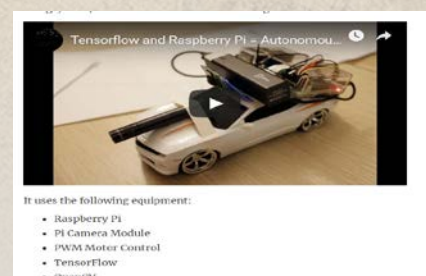 Tensorflow and Raspberry Pi – Autonomou...
It uses the following equipment:
• Raspberry Pi
• Pi Camera Module
• PWM Motor Control
• TensorFlow